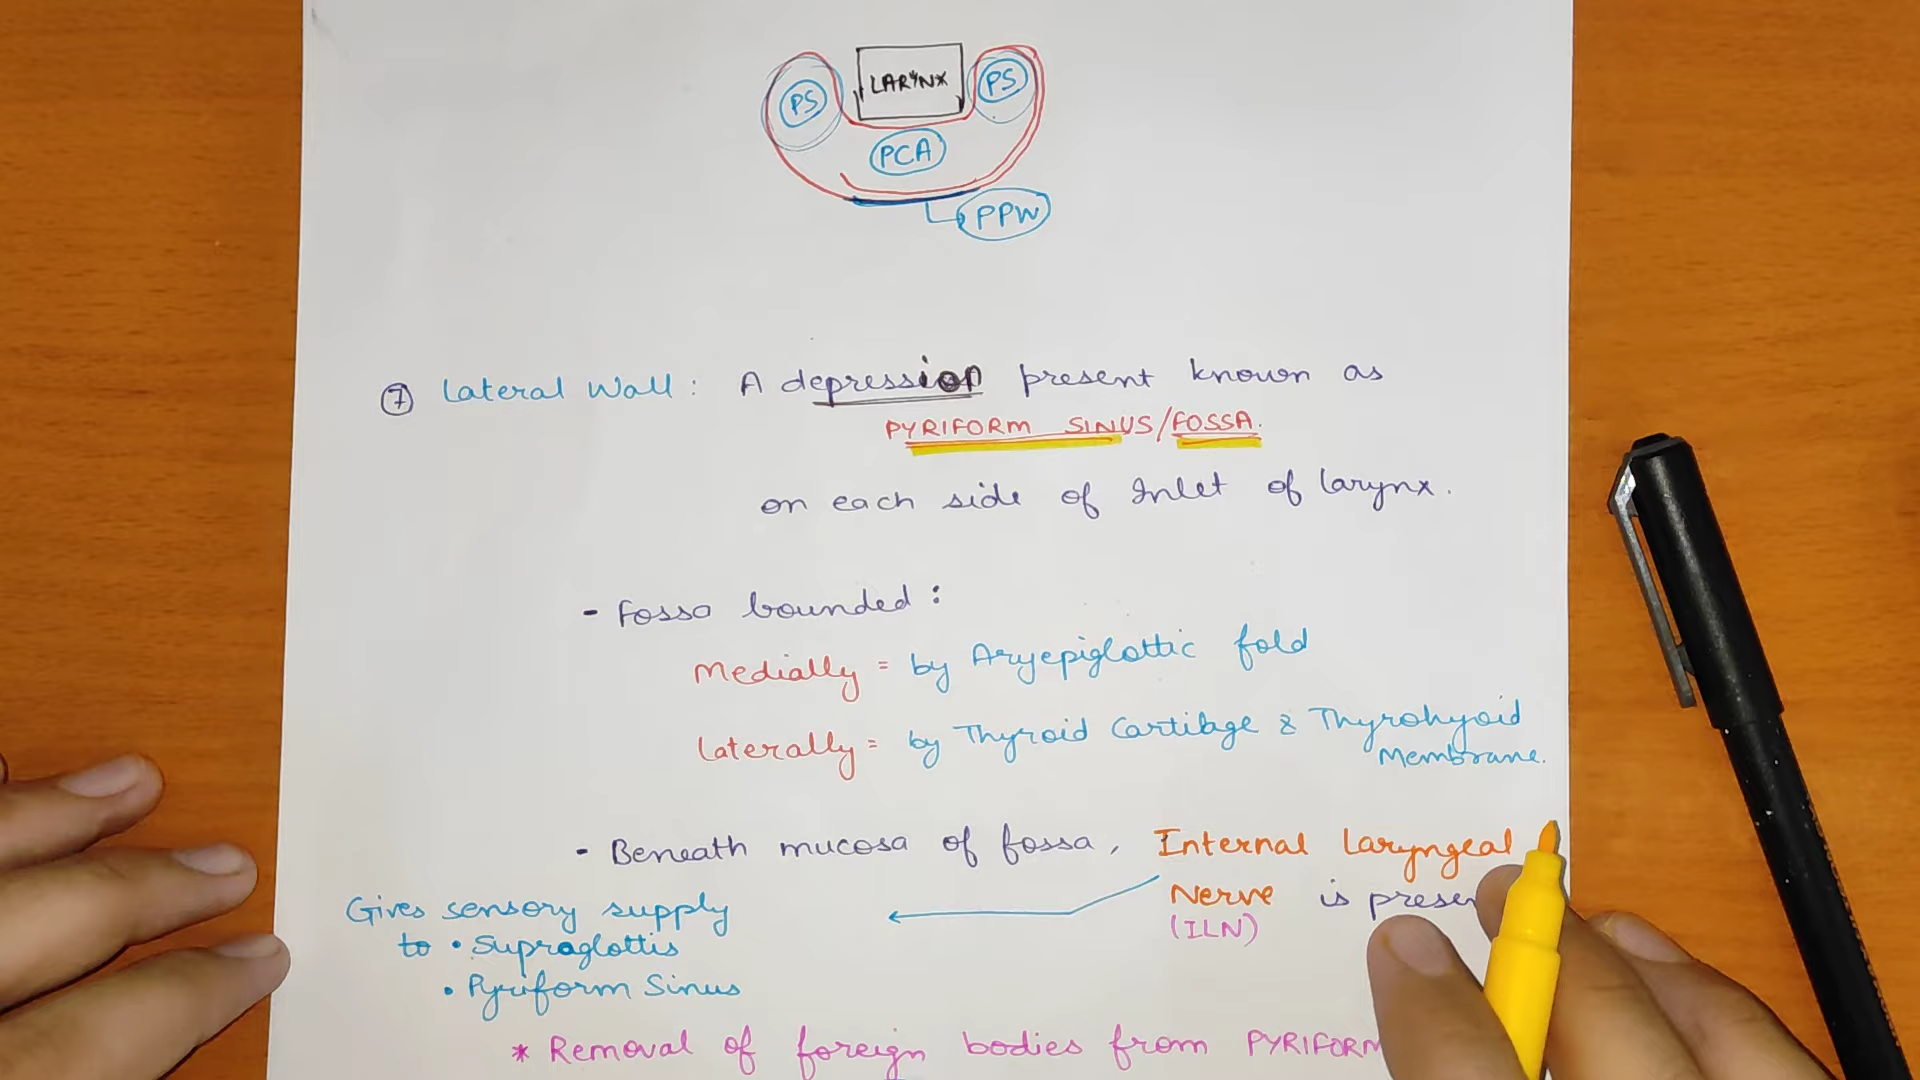 PS LARYNX PS
PCA
PPW
7 Lateral Wall : A depression present known as
PYRIFORM SINUS/FOSSA.
on each side of Inlet of larynx.
- Fossa bounded :
Medially = by Aryepiglottic fold
Laterally = by Thyroid Cartilage & Thyrohyoid
Membrane.
- Beneath mucosa of fossa, Internal Laryngeal
Nerve is
(ILN)
Gives sensory supply
to • Supraglottis
• Pyriform Sinus
* Removal of foreign bodies from PYRIFORM